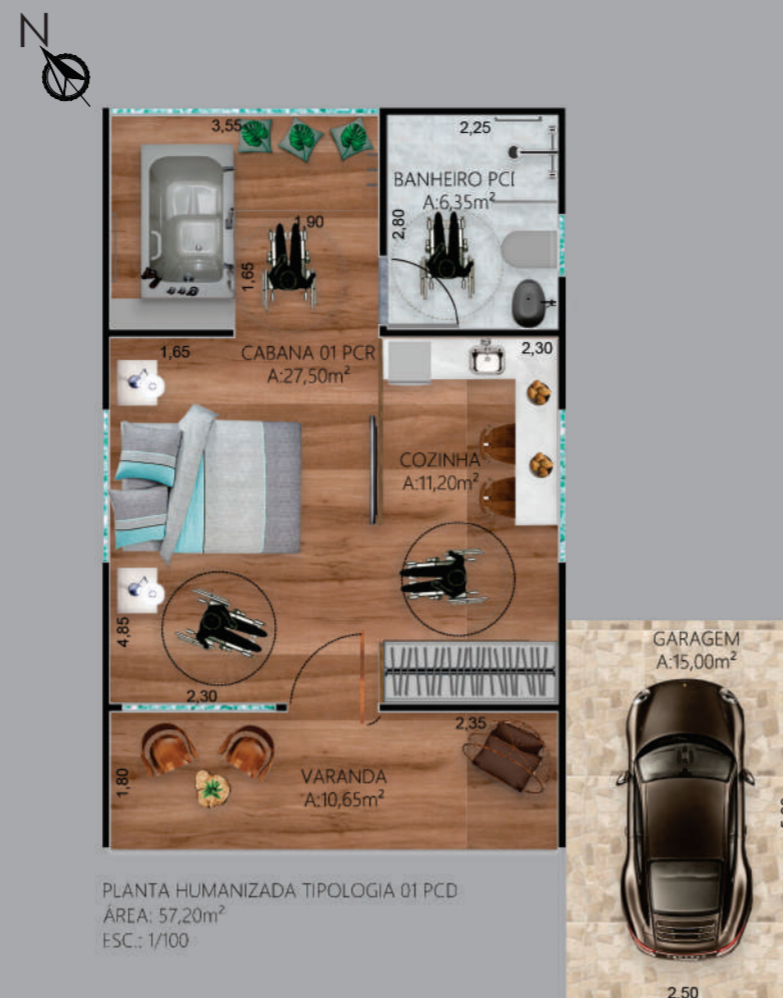 N
3,55
2,25
BANHEIRO PCD
A:6,35m²
2,80
1,90
1,65
1,65
CABANA 01 PCR
A:27,50m²
2,30
COZINHA
A:11,20m²
4,85
2,30
GARAGEM
A:15,00m²
2,35
1,80
VARANDA
A:10,65m²
PLANTA HUMANIZADA TIPOLOGIA 01 PCD
ÁREA: 57,20m²
ESC.: 1/100
2,50